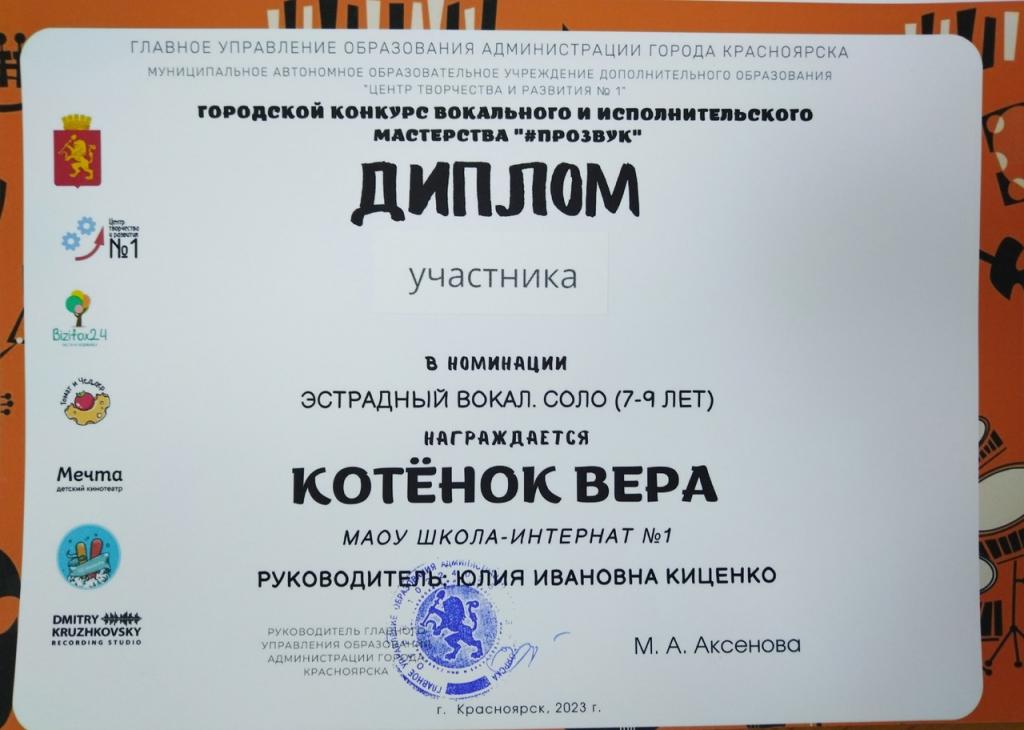 ГЛАВНОЕ УПРАВЛЕНИЕ ОБРАЗОВАНИЯ АДМИНИСТРАЦИИ ГОРОДА КРАСНОЯРСКА
МУНИЦИПАЛЬНОЕ АВТОНОМНОЕ ОБРАЗОВАТЕЛЬНОЕ УЧРЕЖДЕНИЕ ДОПОЛНИТЕЛЬНОГО ОБРАЗОВАНИЯ
"ЦЕНТР ТВОРЧЕСТВА И РАЗВИТИЯ № 1"
ГОРОДСКОЙ КОНКУРС ВОКАЛЬНОГО И ИСПОЛНИТЕЛЬСКОГО
МАСТЕРСТВА "#ПРОЗВУК"
ДИПЛОМ
участника
В НОМИНАЦИИ
ЭСТРАДНЫЙ ВОКАЛ. СОЛО (7-9 ЛЕТ)
НАГРАЖДАЕТСЯ
КОТЁНОК ВЕРА
МАОУ ШКОЛА-ИНТЕРНАТ №1
РУКОВОДИТЕЛЬ: ЮЛИЯ ИВАНОВНА КИЦЕНКО
РУКОВОДИТЕЛЬ ГЛАВНОГО
УПРАВЛЕНИЯ ОБРАЗОВАНИЯ
АДМИНИСТРАЦИИ ГОРОДА
КРАСНОЯРСКА
М. А. Аксенова
г. Красноярск, 2023 г.
Центр
творчества
и развития
№1
Bizitox24
Томат и Чеддер
Мечта
детский кинотеатр
DMITRY
KRUZHKOVSKY
RECORDING STUDIO